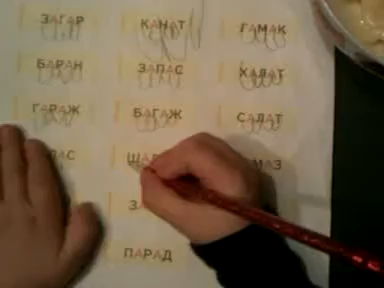 ЗАГАР КАНАТ ГАМАК
БАРАН ЗАПАС ХАЛАТ
ГАРАЖ БАГАЖ САЛАТ
ПАРАД